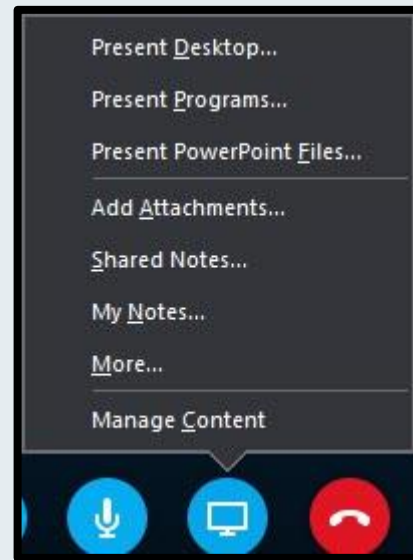 Present Desktop...
Present Programs...
Present PowerPoint Files...
Add Attachments...
Shared Notes...
My Notes...
More...
Manage Content